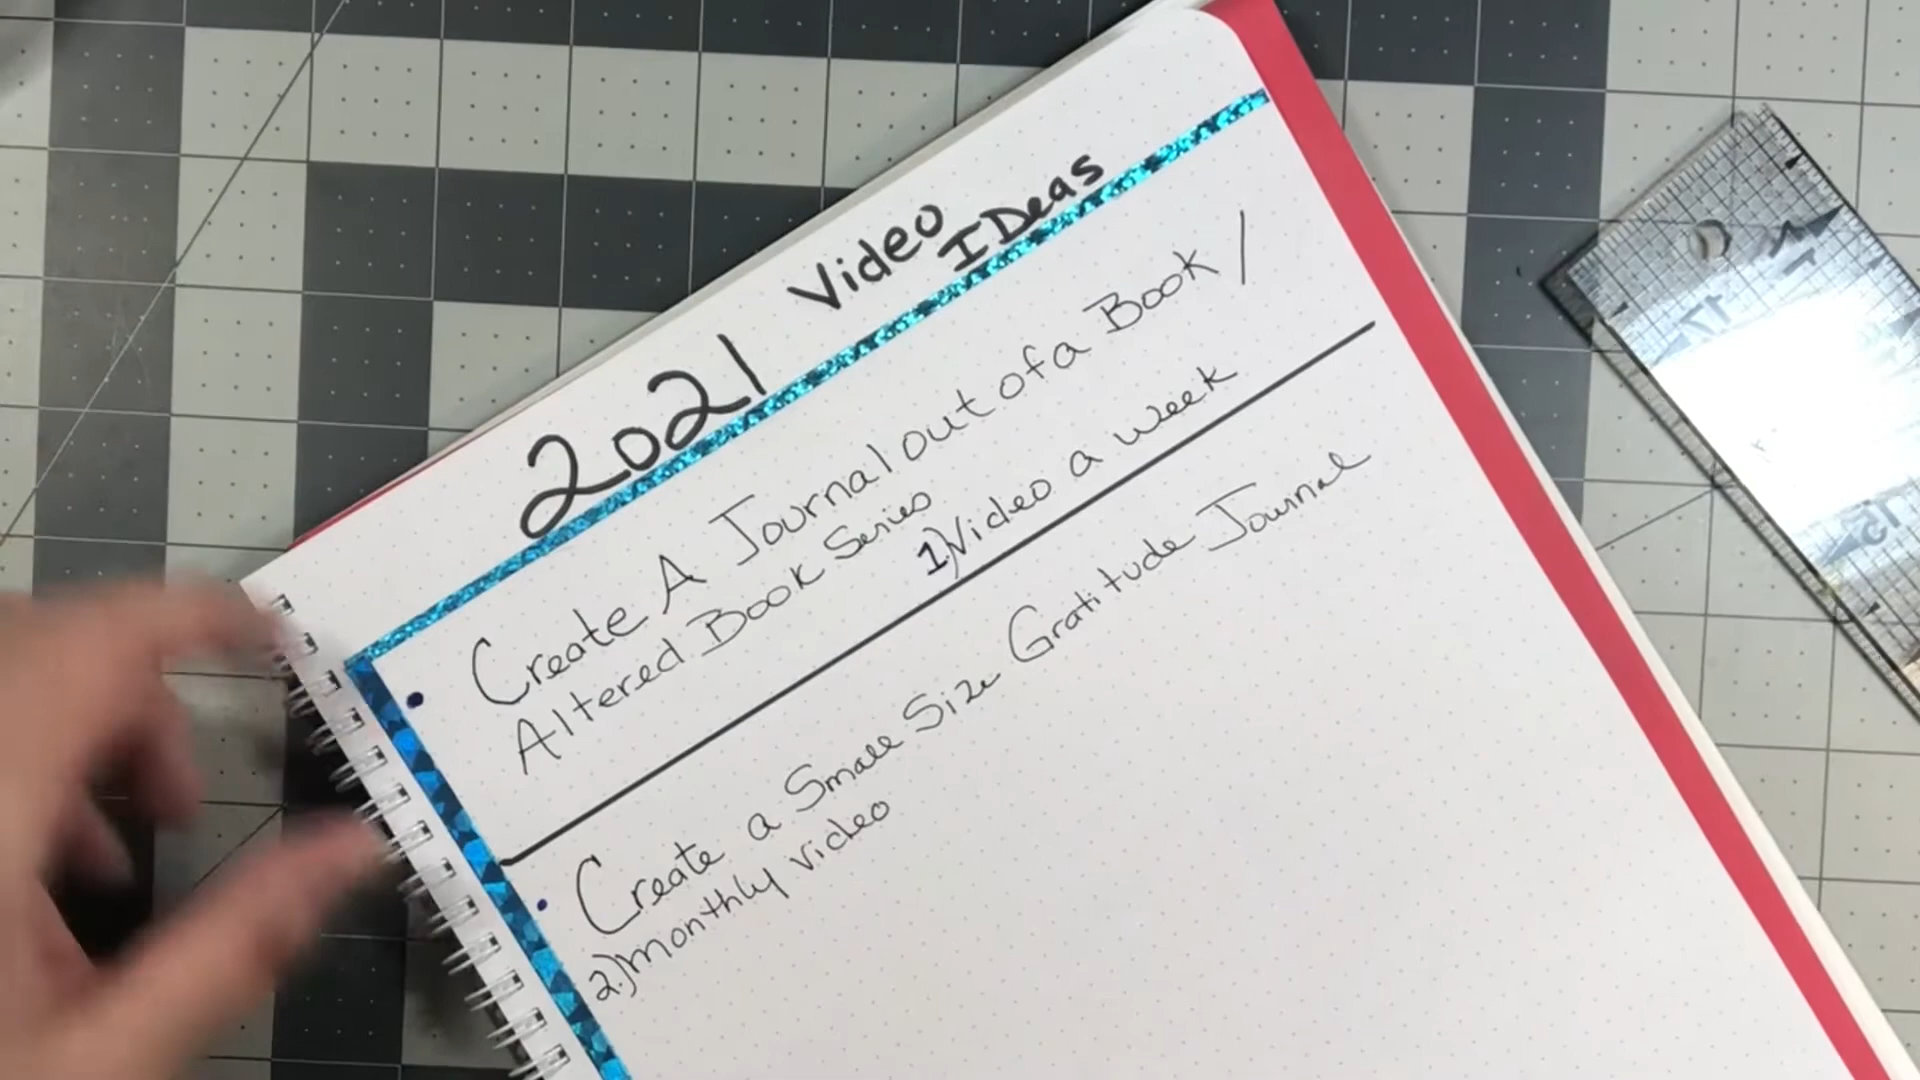 2021 Video
IDeas
Create A Journal out of a Book /
Altered Book Series
1) Video a week
Create a Small Size Gratitude Journal
2.) monthly video